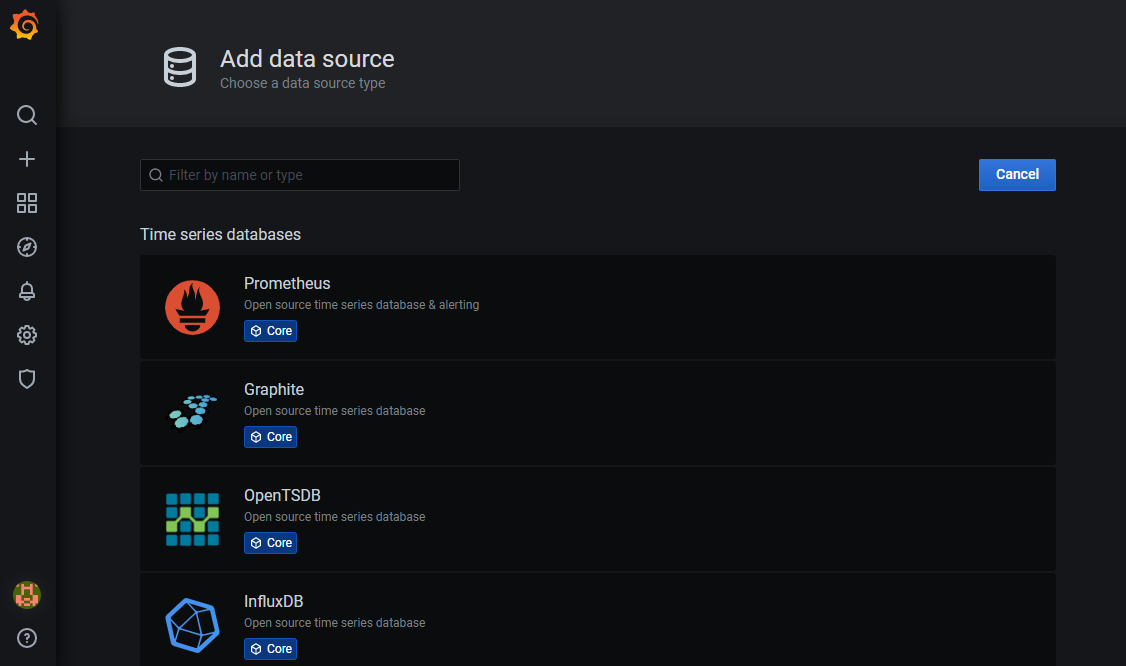 Add data source
Choose a data source type
Filter by name or type
Cancel
Time series databases
Prometheus
Open source time series database & alerting
Core
Graphite
Open source time series database
Core
OpenTSDB
Open source time series database
Core
InfluxDB
Open source time series database
Core